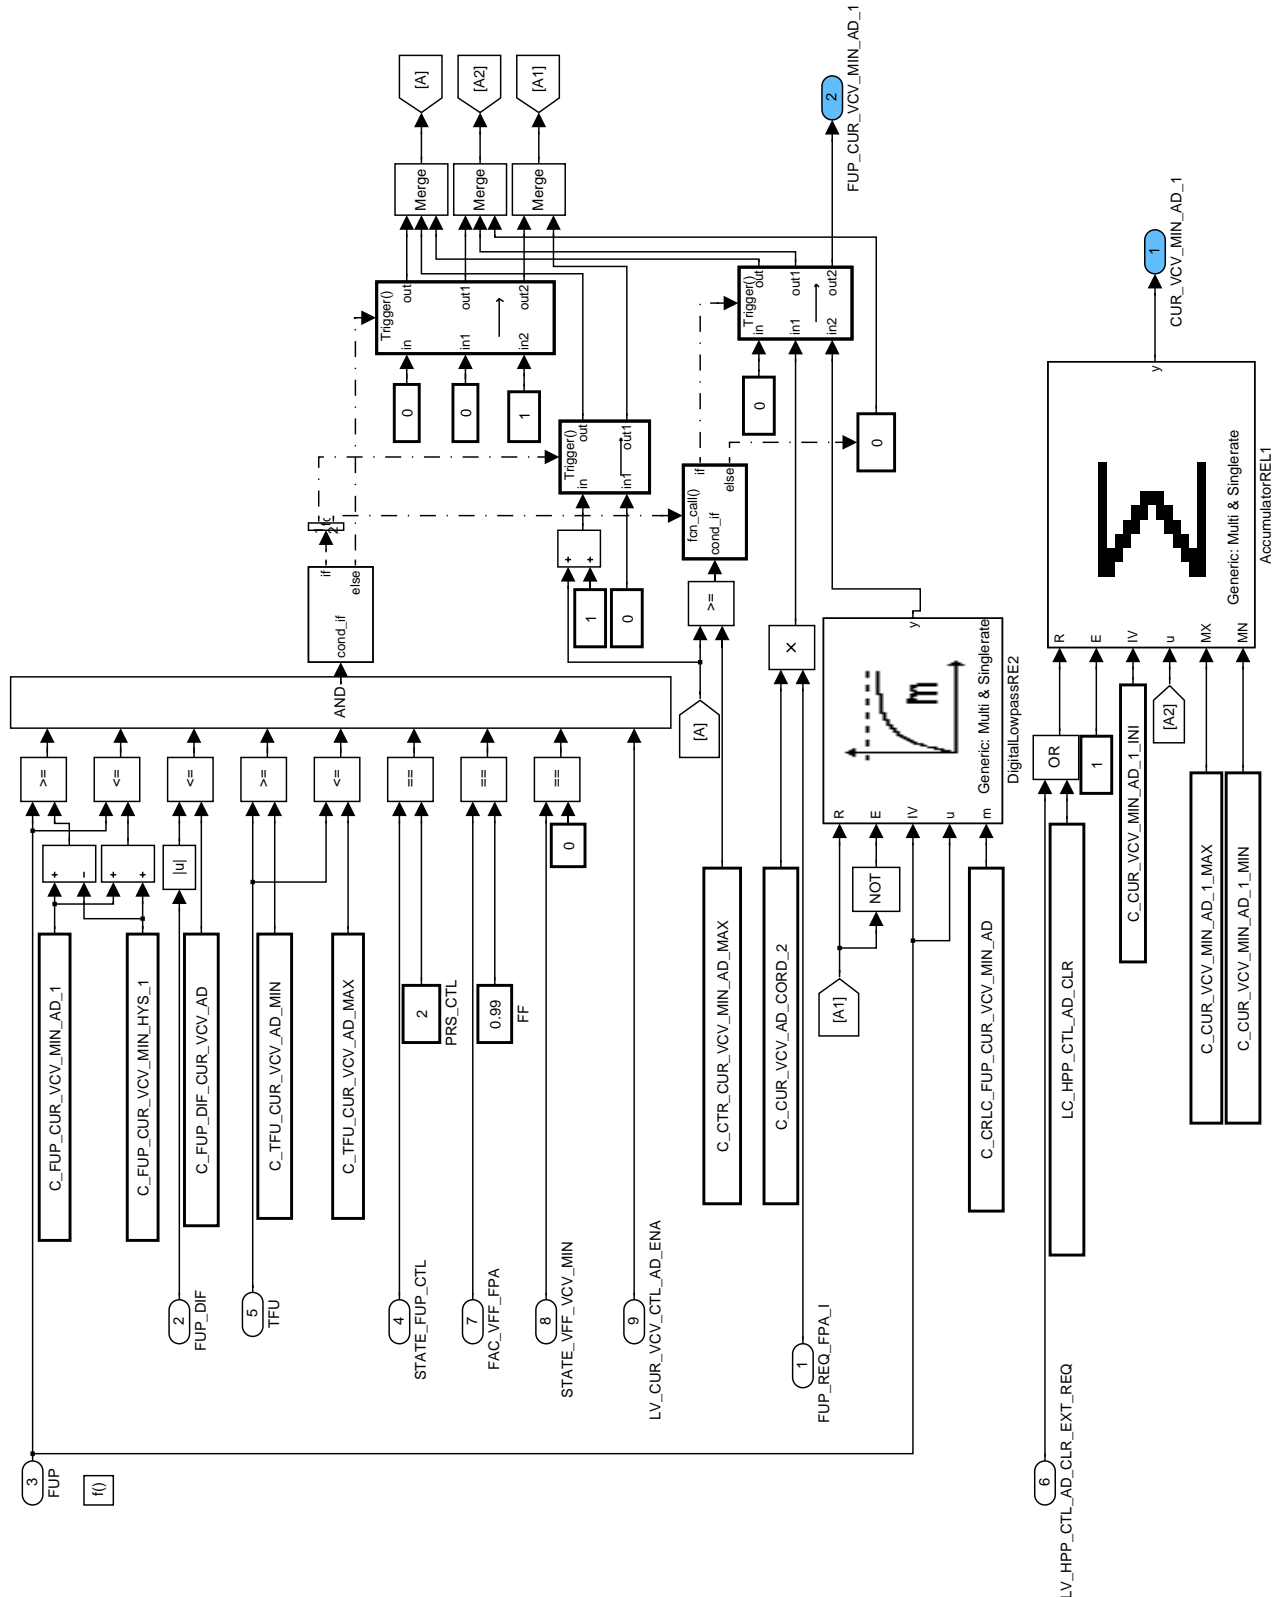 3
FUP
f()
C_FUP_CUR_VCV_MIN_AD_1
+
-
>=
C_FUP_CUR_VCV_MIN_HYS_1
+
+
<=
2
FUP_DIF
|u|
C_FUP_DIF_CUR_VCV_AD
<=
5
TFU
C_TFU_CUR_VCV_AD_MIN
>=
C_TFU_CUR_VCV_AD_MAX
<=
4
STATE_FUP_CTL
2
PRS_CTL
==
7
FAC_VFF_FPA
0.99
FF
==
8
STATE_VFF_VCV_MIN
0
==
9
LV_CUR_VCV_CTL_AD_ENA
AND
cond_if
if
else
1
2
0
0
1
Trigger()
in
in1
in2
out
out1
out2
Merge
Merge
Merge
[A]
[A2]
[A1]
+
+
1
0
Trigger()
in
in1
out
out1
[A]
C_CTR_CUR_VCV_MIN_AD_MAX
>=
fcn_call()
cond_if
if
else
C_CUR_VCV_AD_CORD_2
1
FUP_REQ_FPA_I
×
0
0
Trigger()
in
in1
in2
out
out1
out2
2
FUP_CUR_VCV_MIN_AD_1
[A1]
NOT
C_CRLC_FUP_CUR_VCV_MIN_AD
R
E
IV
u
m
y
m
Generic: Multi & Singlerate
DigitalLowpassRE2
6
LV_HPP_CTL_AD_CLR_EXT_REQ
LC_HPP_CTL_AD_CLR
OR
1
C_CUR_VCV_MIN_AD_1_INI
[A2]
C_CUR_VCV_MIN_AD_1_MAX
C_CUR_VCV_MIN_AD_1_MIN
R
E
IV
u
MX
MN
y
Generic: Multi & Singlerate
AccumulatorREL1
1
CUR_VCV_MIN_AD_1